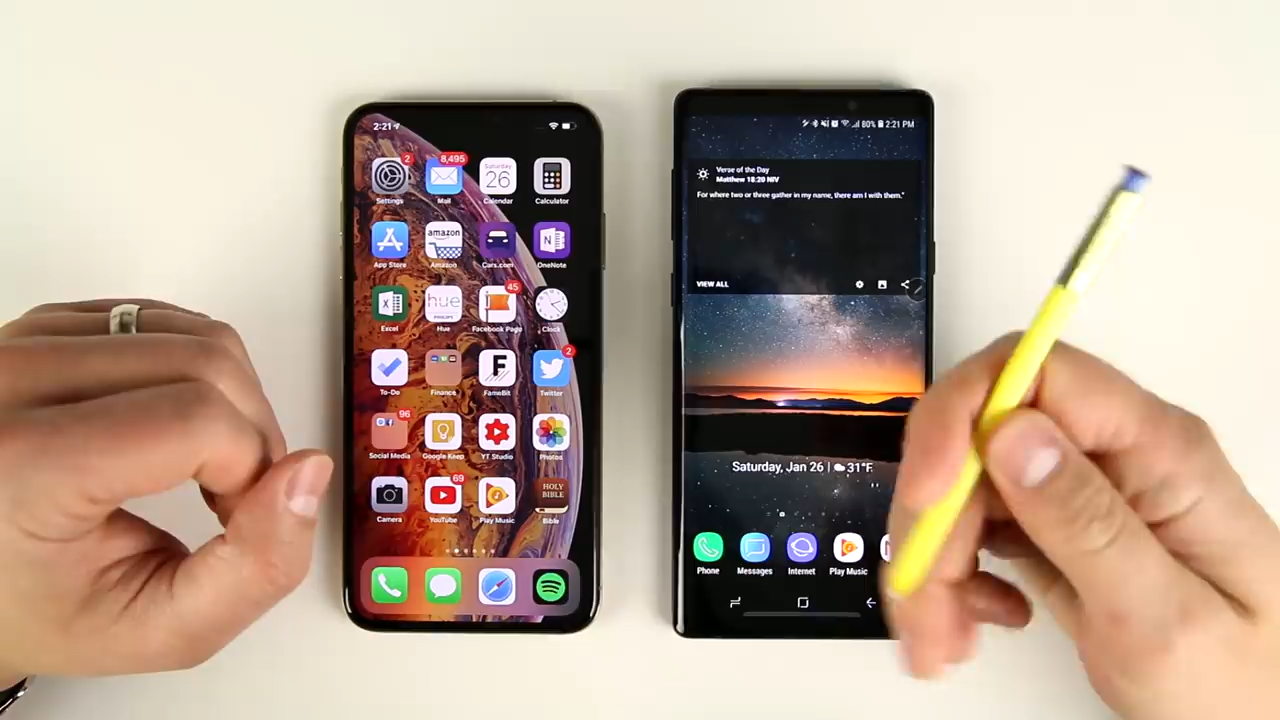 2:21
2
8,495
Saturday
26
Settings
Mail
Calendar
Calculator
amazon
N
App Store
Amazon
Cars.com
OneNote
X
hue
PHILIPS
45
Excel
Hue
Facebook Page
Clock
F
2
To-Do
Finance
FameBit
Twitter
96
Social Media
Google Keep
YT Studio
Photos
69
HOLY
BIBLE
Camera
YouTube
Play Music
Bible
80% 2:21 PM
Verse of the Day
Matthew 18:20 NIV
For where two or three gather in my name, there am I with them."
VIEW ALL
Saturday, Jan 26 | 31°F
Phone
Messages
Internet
Play Music